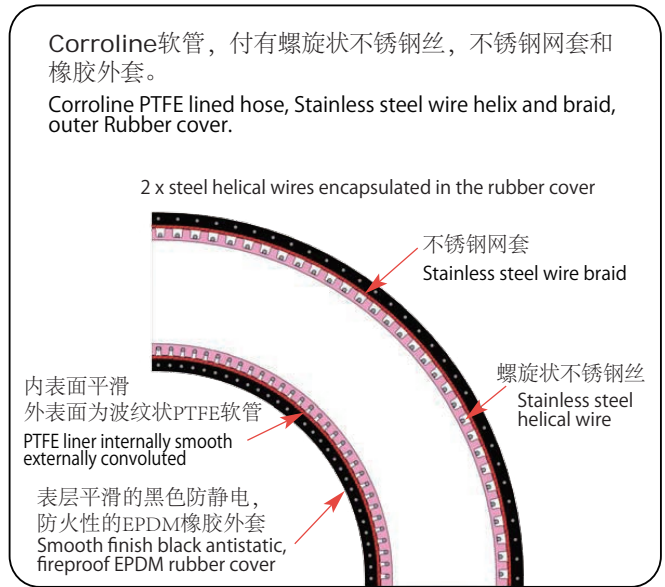 Corroline软管，付有螺旋状不锈钢丝，不锈钢网套和
橡胶外套。
Corroline PTFE lined hose, Stainless steel wire helix and braid,
outer Rubber cover.
2 x steel helical wires encapsulated in the rubber cover
不锈钢网套
Stainless steel wire braid
螺旋状不锈钢丝
Stainless steel
helical wire
内表面平滑
外表面为波纹状PTFE软管
PTFE liner internally smooth
externally convoluted
表层平滑的黑色防静电，
防火性的EPDM橡胶外套
Smooth finish black antistatic,
fireproof EPDM rubber cover